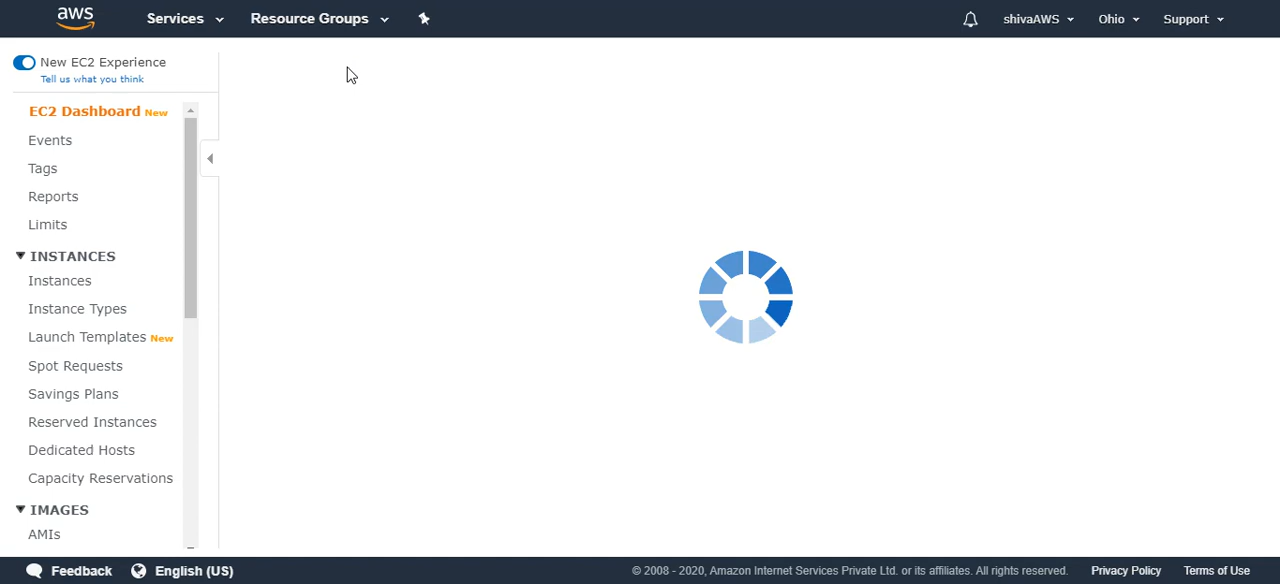 aws Services Resource Groups shivaAWS Ohio Support
New EC2 Experience
Tell us what you think
EC2 Dashboard New
Events
Tags
Reports
Limits
INSTANCES
Instances
Instance Types
Launch Templates New
Spot Requests
Savings Plans
Reserved Instances
Dedicated Hosts
Capacity Reservations
IMAGES
AMIs
Feedback English (US) © 2008 - 2020, Amazon Internet Services Private Ltd. or its affiliates. All rights reserved. Privacy Policy Terms of Use